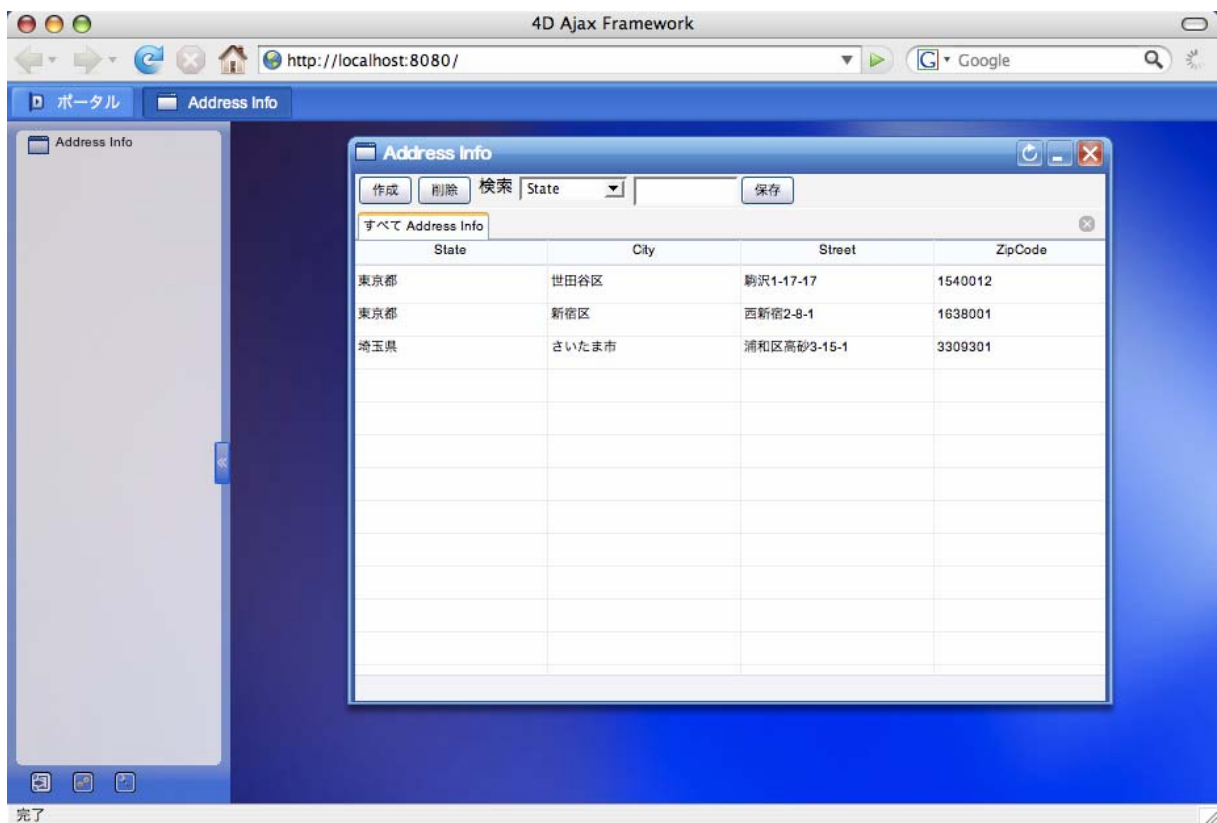 4D Ajax Framework
http://localhost:8080/
Google
ポータル
Address Info
Address Info
Address Info
作成 削除 検索 State 保存
すべて Address Info
State City Street ZipCode
東京都 世田谷区 駒沢1-17-17 1540012
東京都 新宿区 西新宿2-8-1 1638001
埼玉県 さいたま市 浦和区高砂3-15-1 3309301
完了